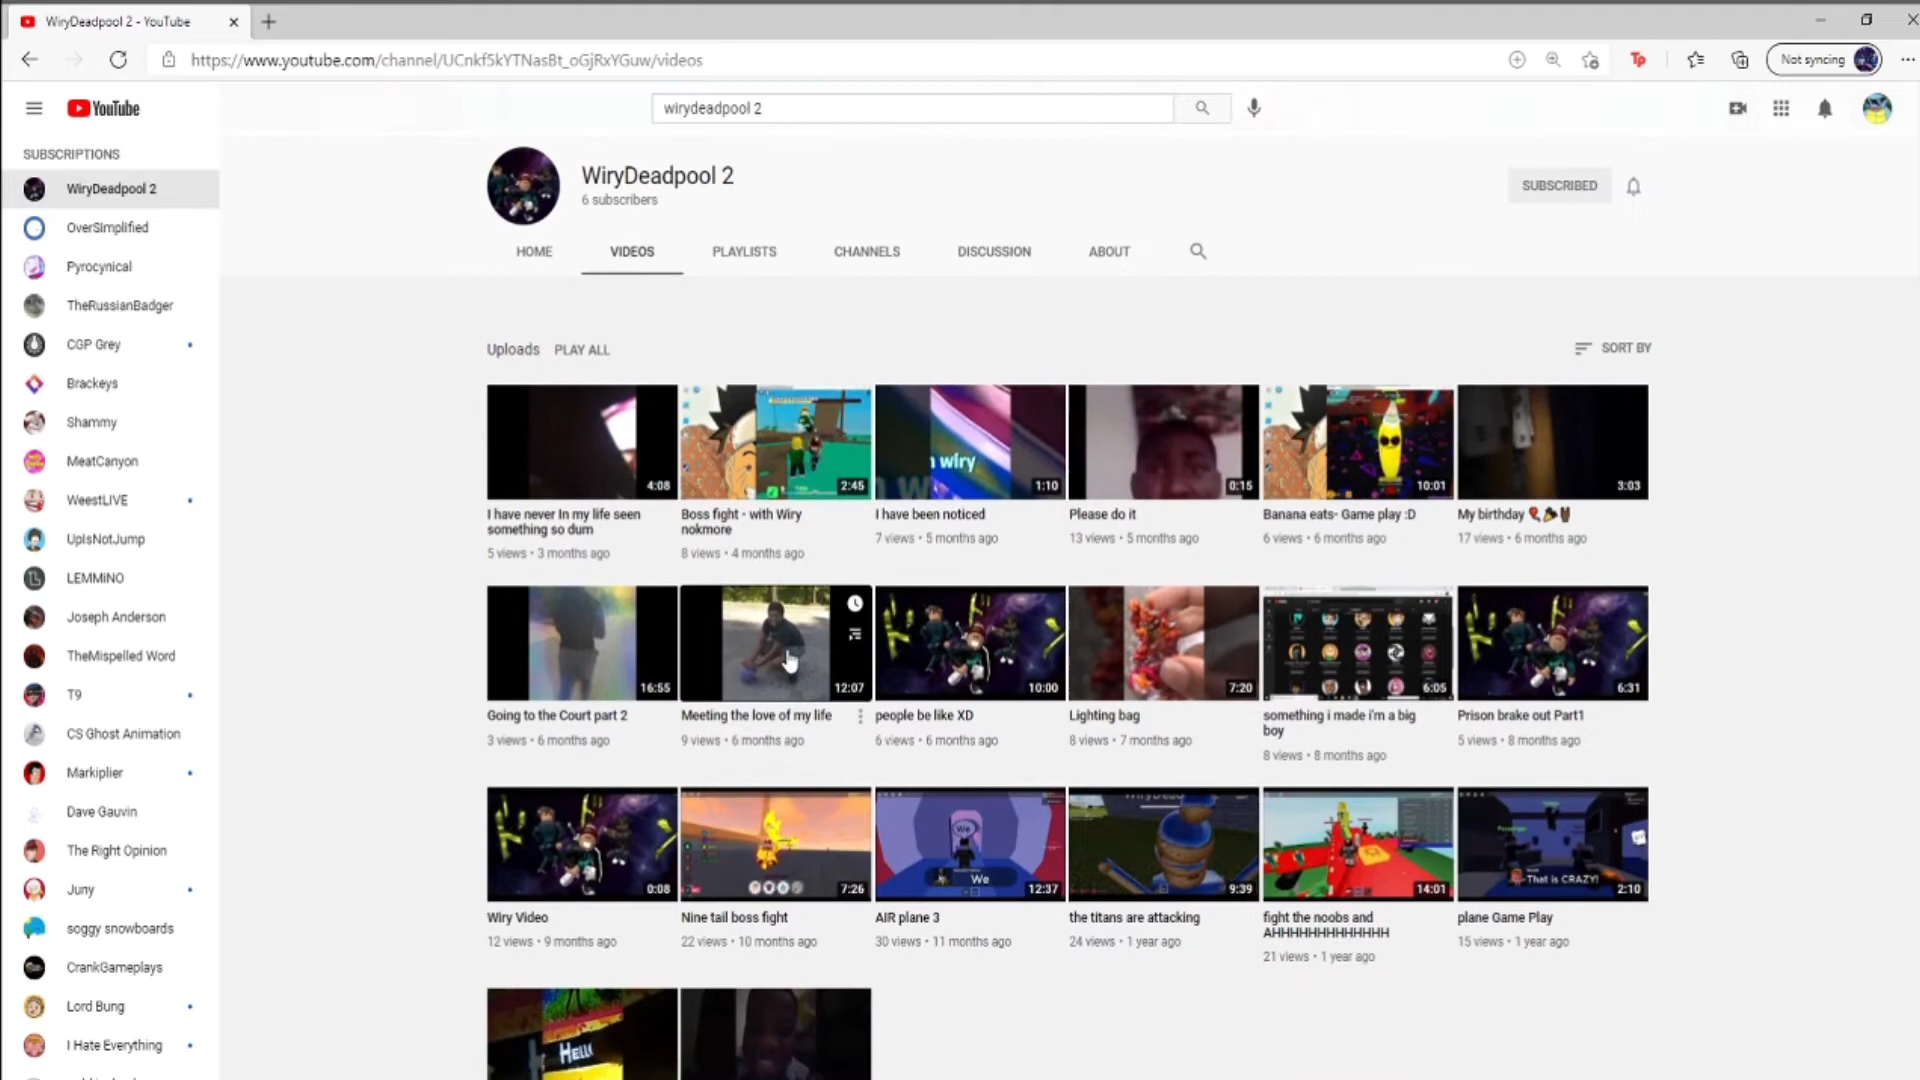 WiryDeadpool 2 - YouTube
https://www.youtube.com/channel/UCnkf5kYTNasBt_oGjRxYGuw/videos
Not syncing
YouTube
wirydeadpool 2
SUBSCRIPTIONS
WiryDeadpool 2
OverSimplified
Pyrocynical
TheRussianBadger
CGP Grey
Brackeys
Shammy
MeatCanyon
WeestLIVE
UpIsNotJump
LEMMiNO
Joseph Anderson
TheMispelled Word
T9
CS Ghost Animation
Markiplier
Dave Gauvin
The Right Opinion
Juny
soggy snowboards
CrankGameplays
Lord Bung
I Hate Everything
WiryDeadpool 2
6 subscribers
SUBSCRIBED
HOME VIDEOS PLAYLISTS CHANNELS DISCUSSION ABOUT
Uploads PLAY ALL
SORT BY
4:08
I have never In my life seen
something so dum
5 views • 3 months ago
2:45
Boss fight - with Wiry
nokmore
8 views • 4 months ago
wiry
1:10
I have been noticed
7 views • 5 months ago
0:15
Please do it
13 views • 5 months ago
10:01
Banana eats- Game play :D
6 views • 6 months ago
3:03
My birthday
17 views • 6 months ago
16:55
Going to the Court part 2
3 views • 6 months ago
12:07
Meeting the love of my life
9 views • 6 months ago
10:00
people be like XD
6 views • 6 months ago
7:20
Lighting bag
8 views • 7 months ago
6:05
something i made i'm a big
boy
8 views • 8 months ago
6:31
Prison brake out Part1
5 views • 8 months ago
0:08
Wiry Video
12 views • 9 months ago
7:26
Nine tail boss fight
22 views • 10 months ago
We
We
12:37
AIR plane 3
30 views • 11 months ago
9:39
the titans are attacking
24 views • 1 year ago
14:01
fight the noobs and
AHHHHHHHHHHHHH
21 views • 1 year ago
That is CRAZY!
2:10
plane Game Play
15 views • 1 year ago
Hello